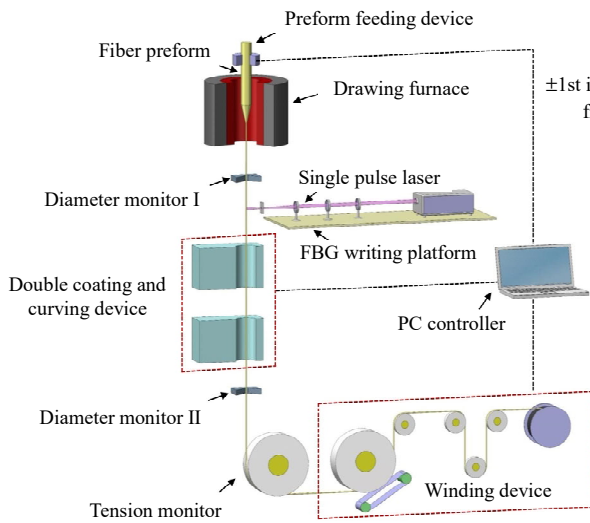 Preform feeding device
Fiber preform
Drawing furnace
±1st i
f
Diameter monitor I
Single pulse laser
FBG writing platform
Double coating and
curving device
PC controller
Diameter monitor II
Winding device
Tension monitor